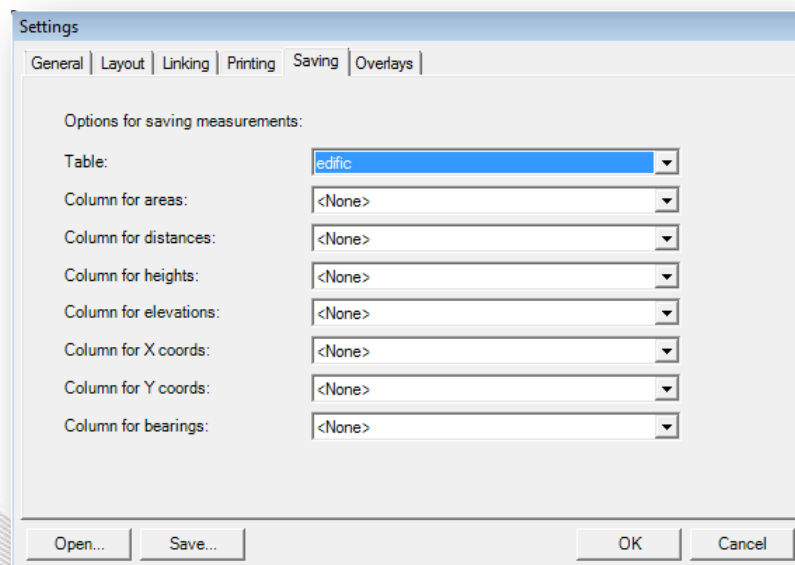 Settings
General Layout Linking Printing Saving Overlays
Options for saving measurements:
Table: edific
Column for areas: <None>
Column for distances: <None>
Column for heights: <None>
Column for elevations: <None>
Column for X coords: <None>
Column for Y coords: <None>
Column for bearings: <None>
Open... Save... OK Cancel